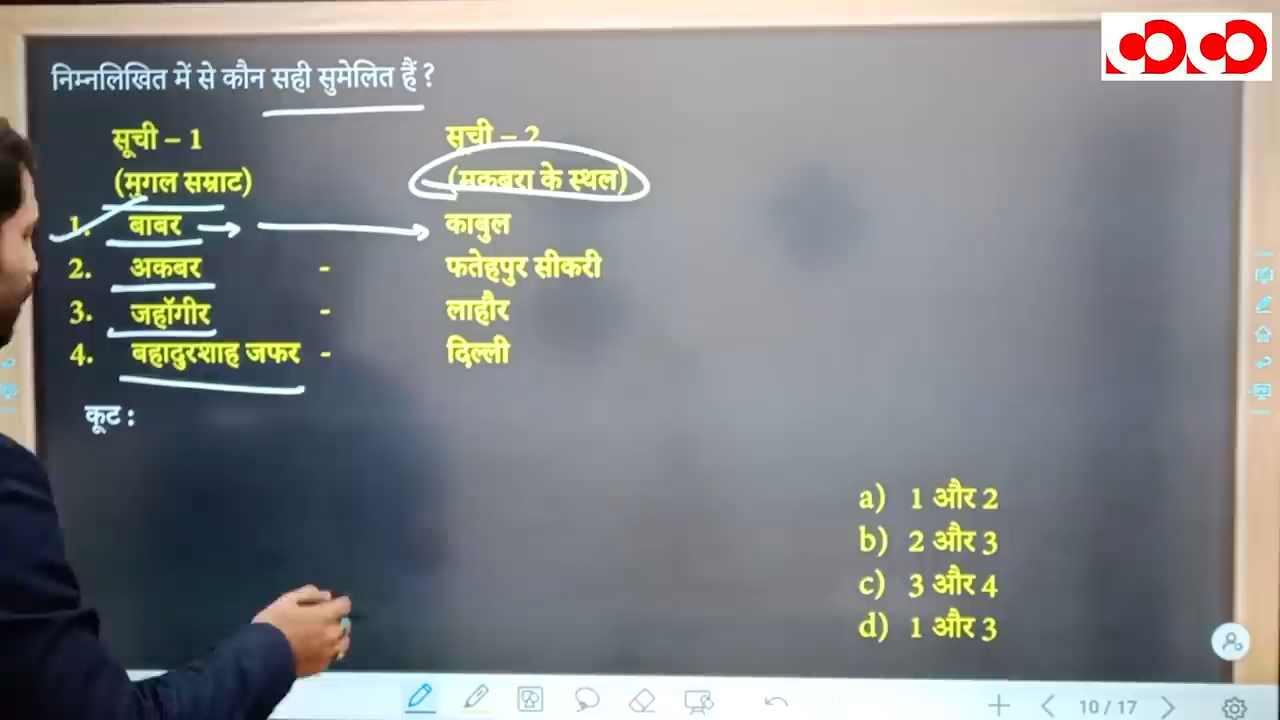 निम्नलिखित में से कौन सही सुमेलित हैं ?
सूची – 1 सूची – 2
(मुगल सम्राट) (मकबरा के स्थल)
1. बाबर काबुल
2. अकबर - फतेहपुर सीकरी
3. जहाॅगीर - लाहौर
4. बहादुरशाह जफर - दिल्ली
कूट :
a) 1 और 2
b) 2 और 3
c) 3 और 4
d) 1 और 3
10 / 17